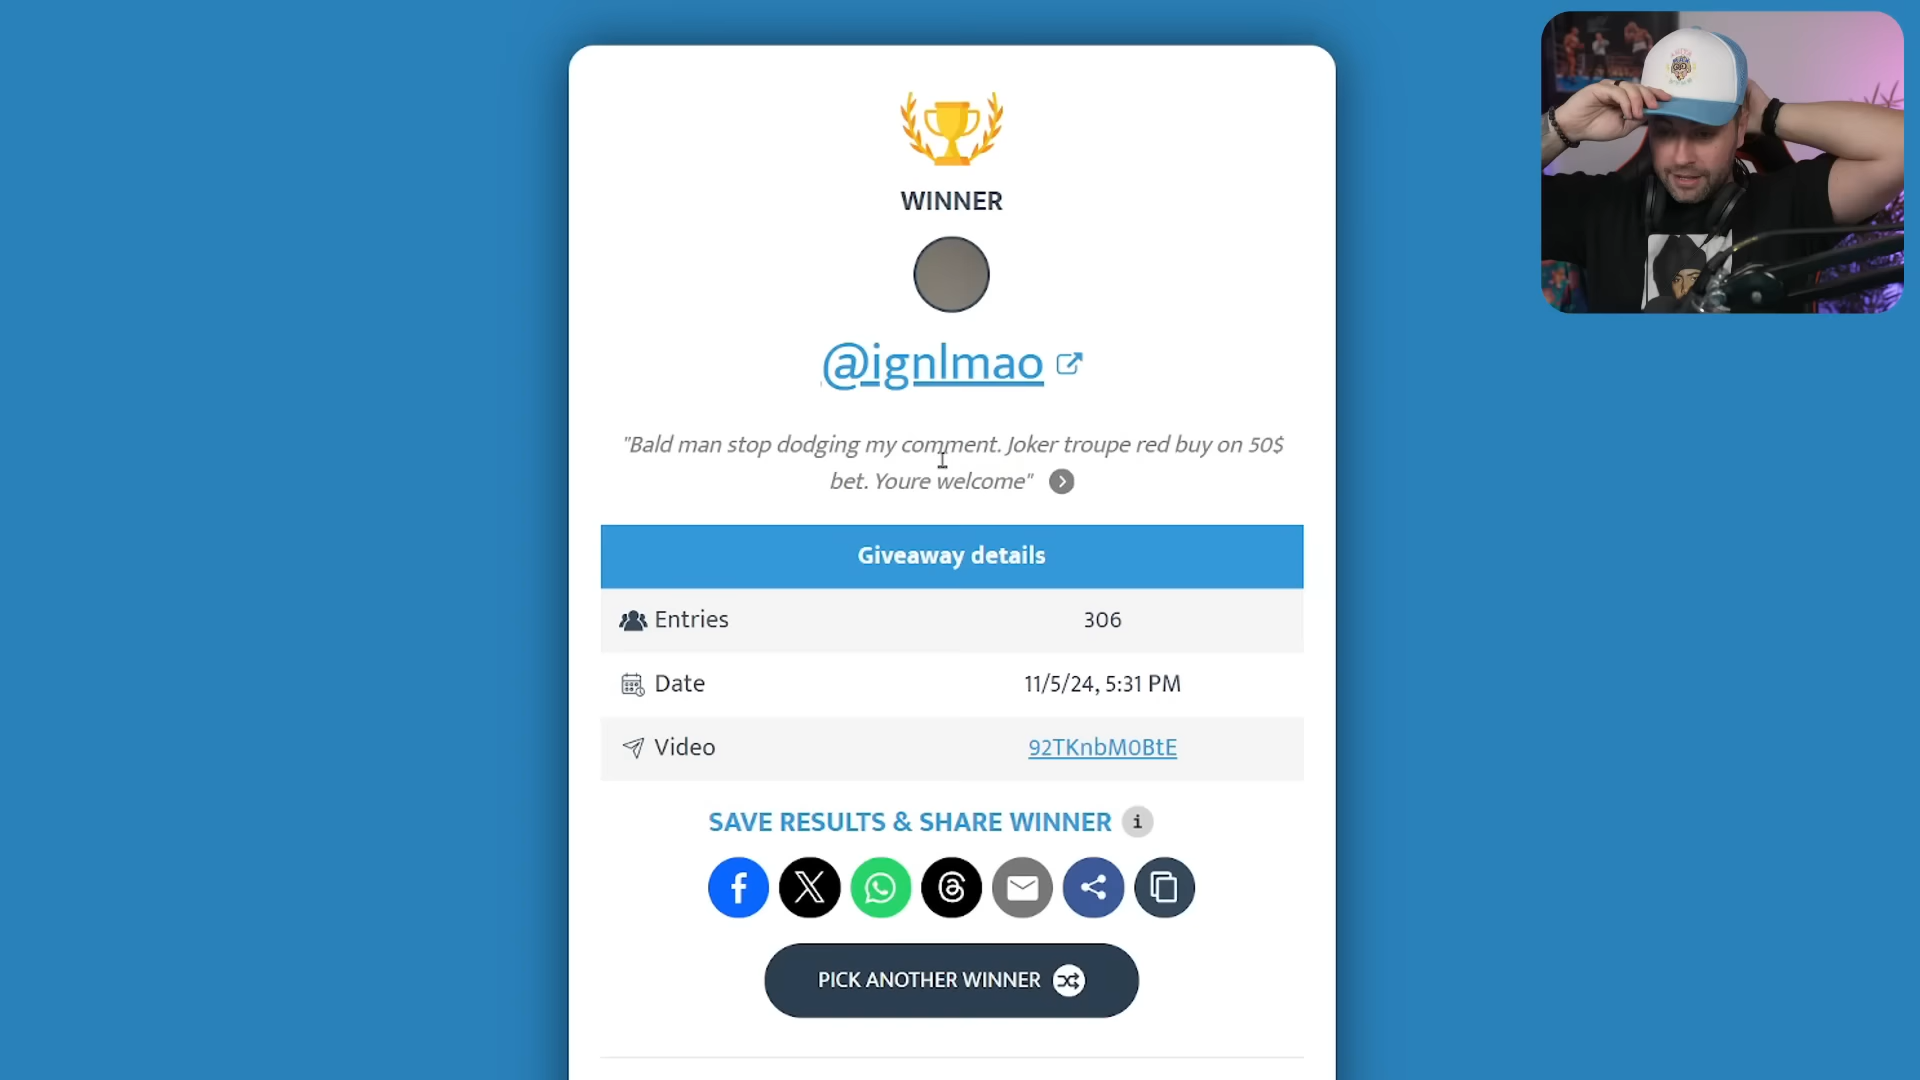 WINNER
@ignlmao
"Bald man stop dodging my comment. Joker troupe red buy on 50$
bet. Youre welcome"
Giveaway details
Entries 306
Date 11/5/24, 5:31 PM
Video 92TKnbM0BtE
SAVE RESULTS & SHARE WINNER i
PICK ANOTHER WINNER